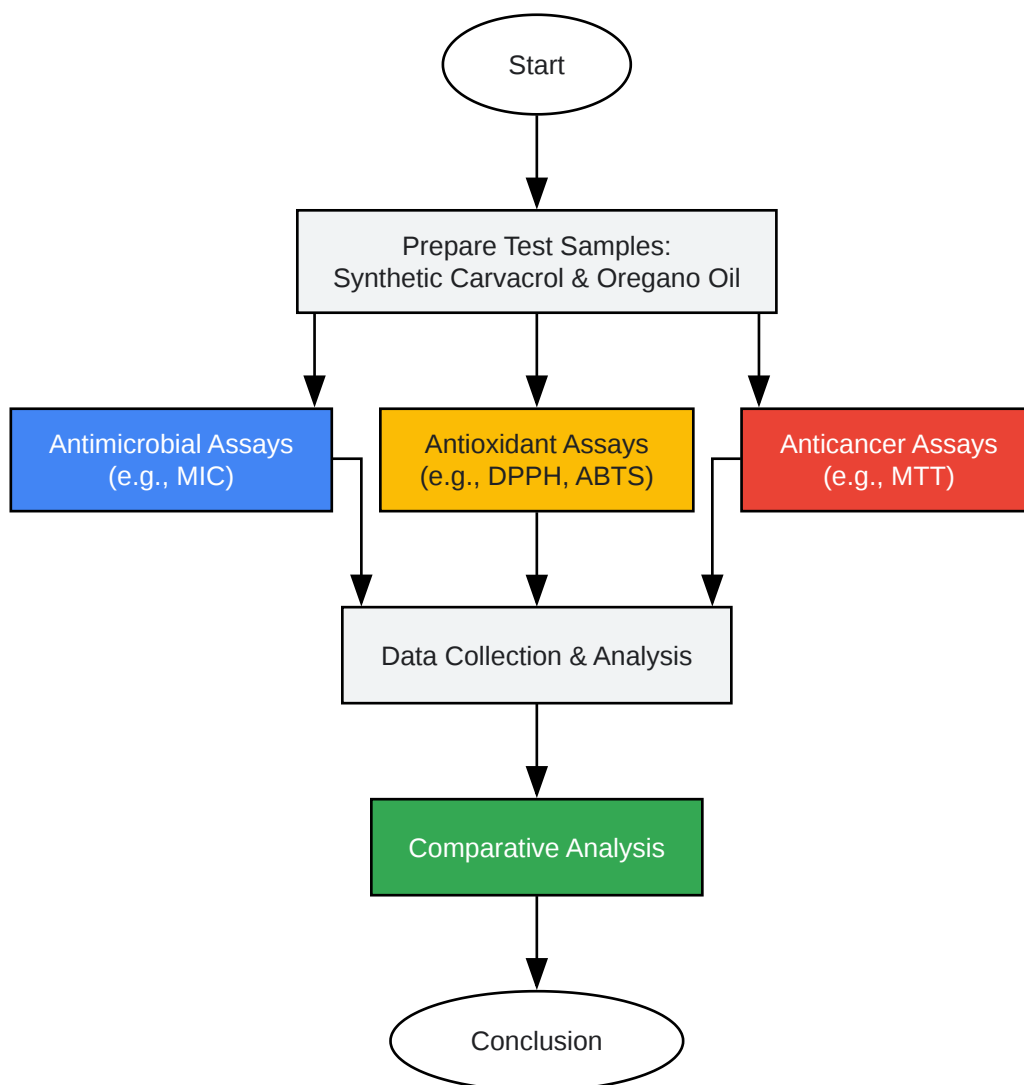 Start
Prepare Test Samples:
Synthetic Carvacrol & Oregano Oil
Antimicrobial Assays
(e.g., MIC)
Antioxidant Assays
(e.g., DPPH, ABTS)
Anticancer Assays
(e.g., MTT)
Data Collection & Analysis
Comparative Analysis
Conclusion